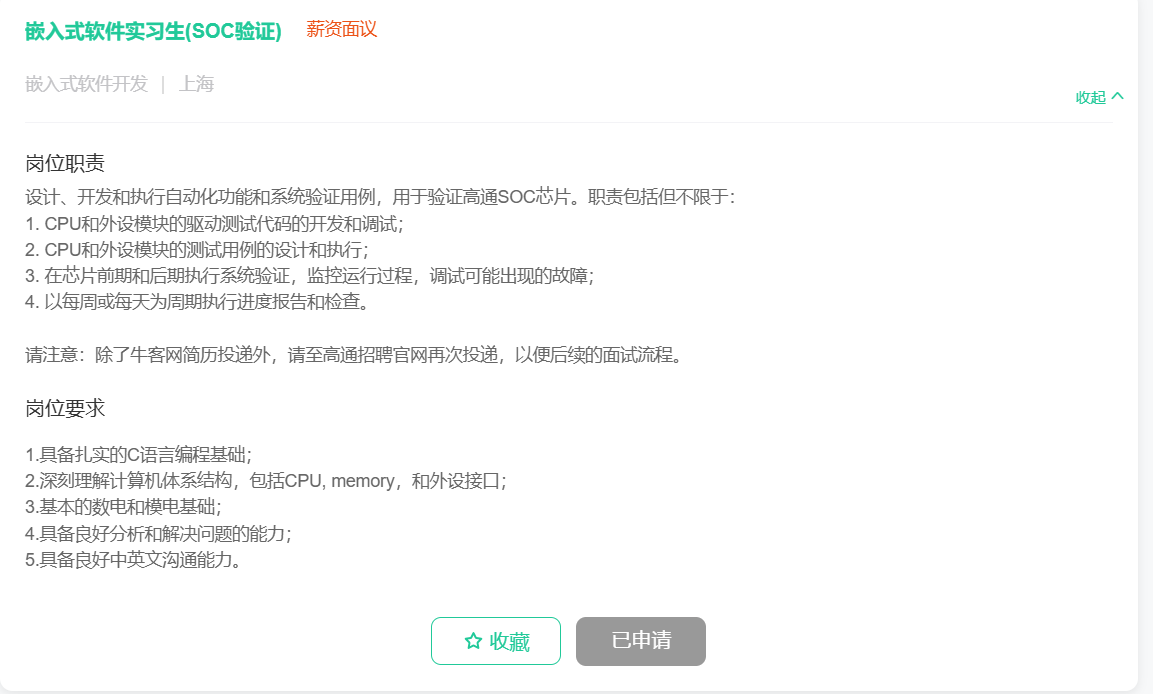 嵌入式软件实习生(SOC验证) 薪资面议
嵌入式软件开发 | 上海
收起
岗位职责
设计、开发和执行自动化功能和系统验证用例，用于验证高通SOC芯片。职责包括但不限于：
1. CPU和外设模块的驱动测试代码的开发和调试；
2. CPU和外设模块的测试用例的设计和执行；
3. 在芯片前期和后期执行系统验证，监控运行过程，调试可能出现的故障；
4. 以每周或每天为周期执行进度报告和检查。
请注意：除了牛客网简历投递外，请至高通招聘官网再次投递，以便后续的面试流程。
岗位要求
1.具备扎实的C语言编程基础；
2.深刻理解计算机体系结构，包括CPU, memory，和外设接口；
3.基本的数电和模电基础；
4.具备良好分析和解决问题的能力；
5.具备良好中英文沟通能力。
收藏 已申请